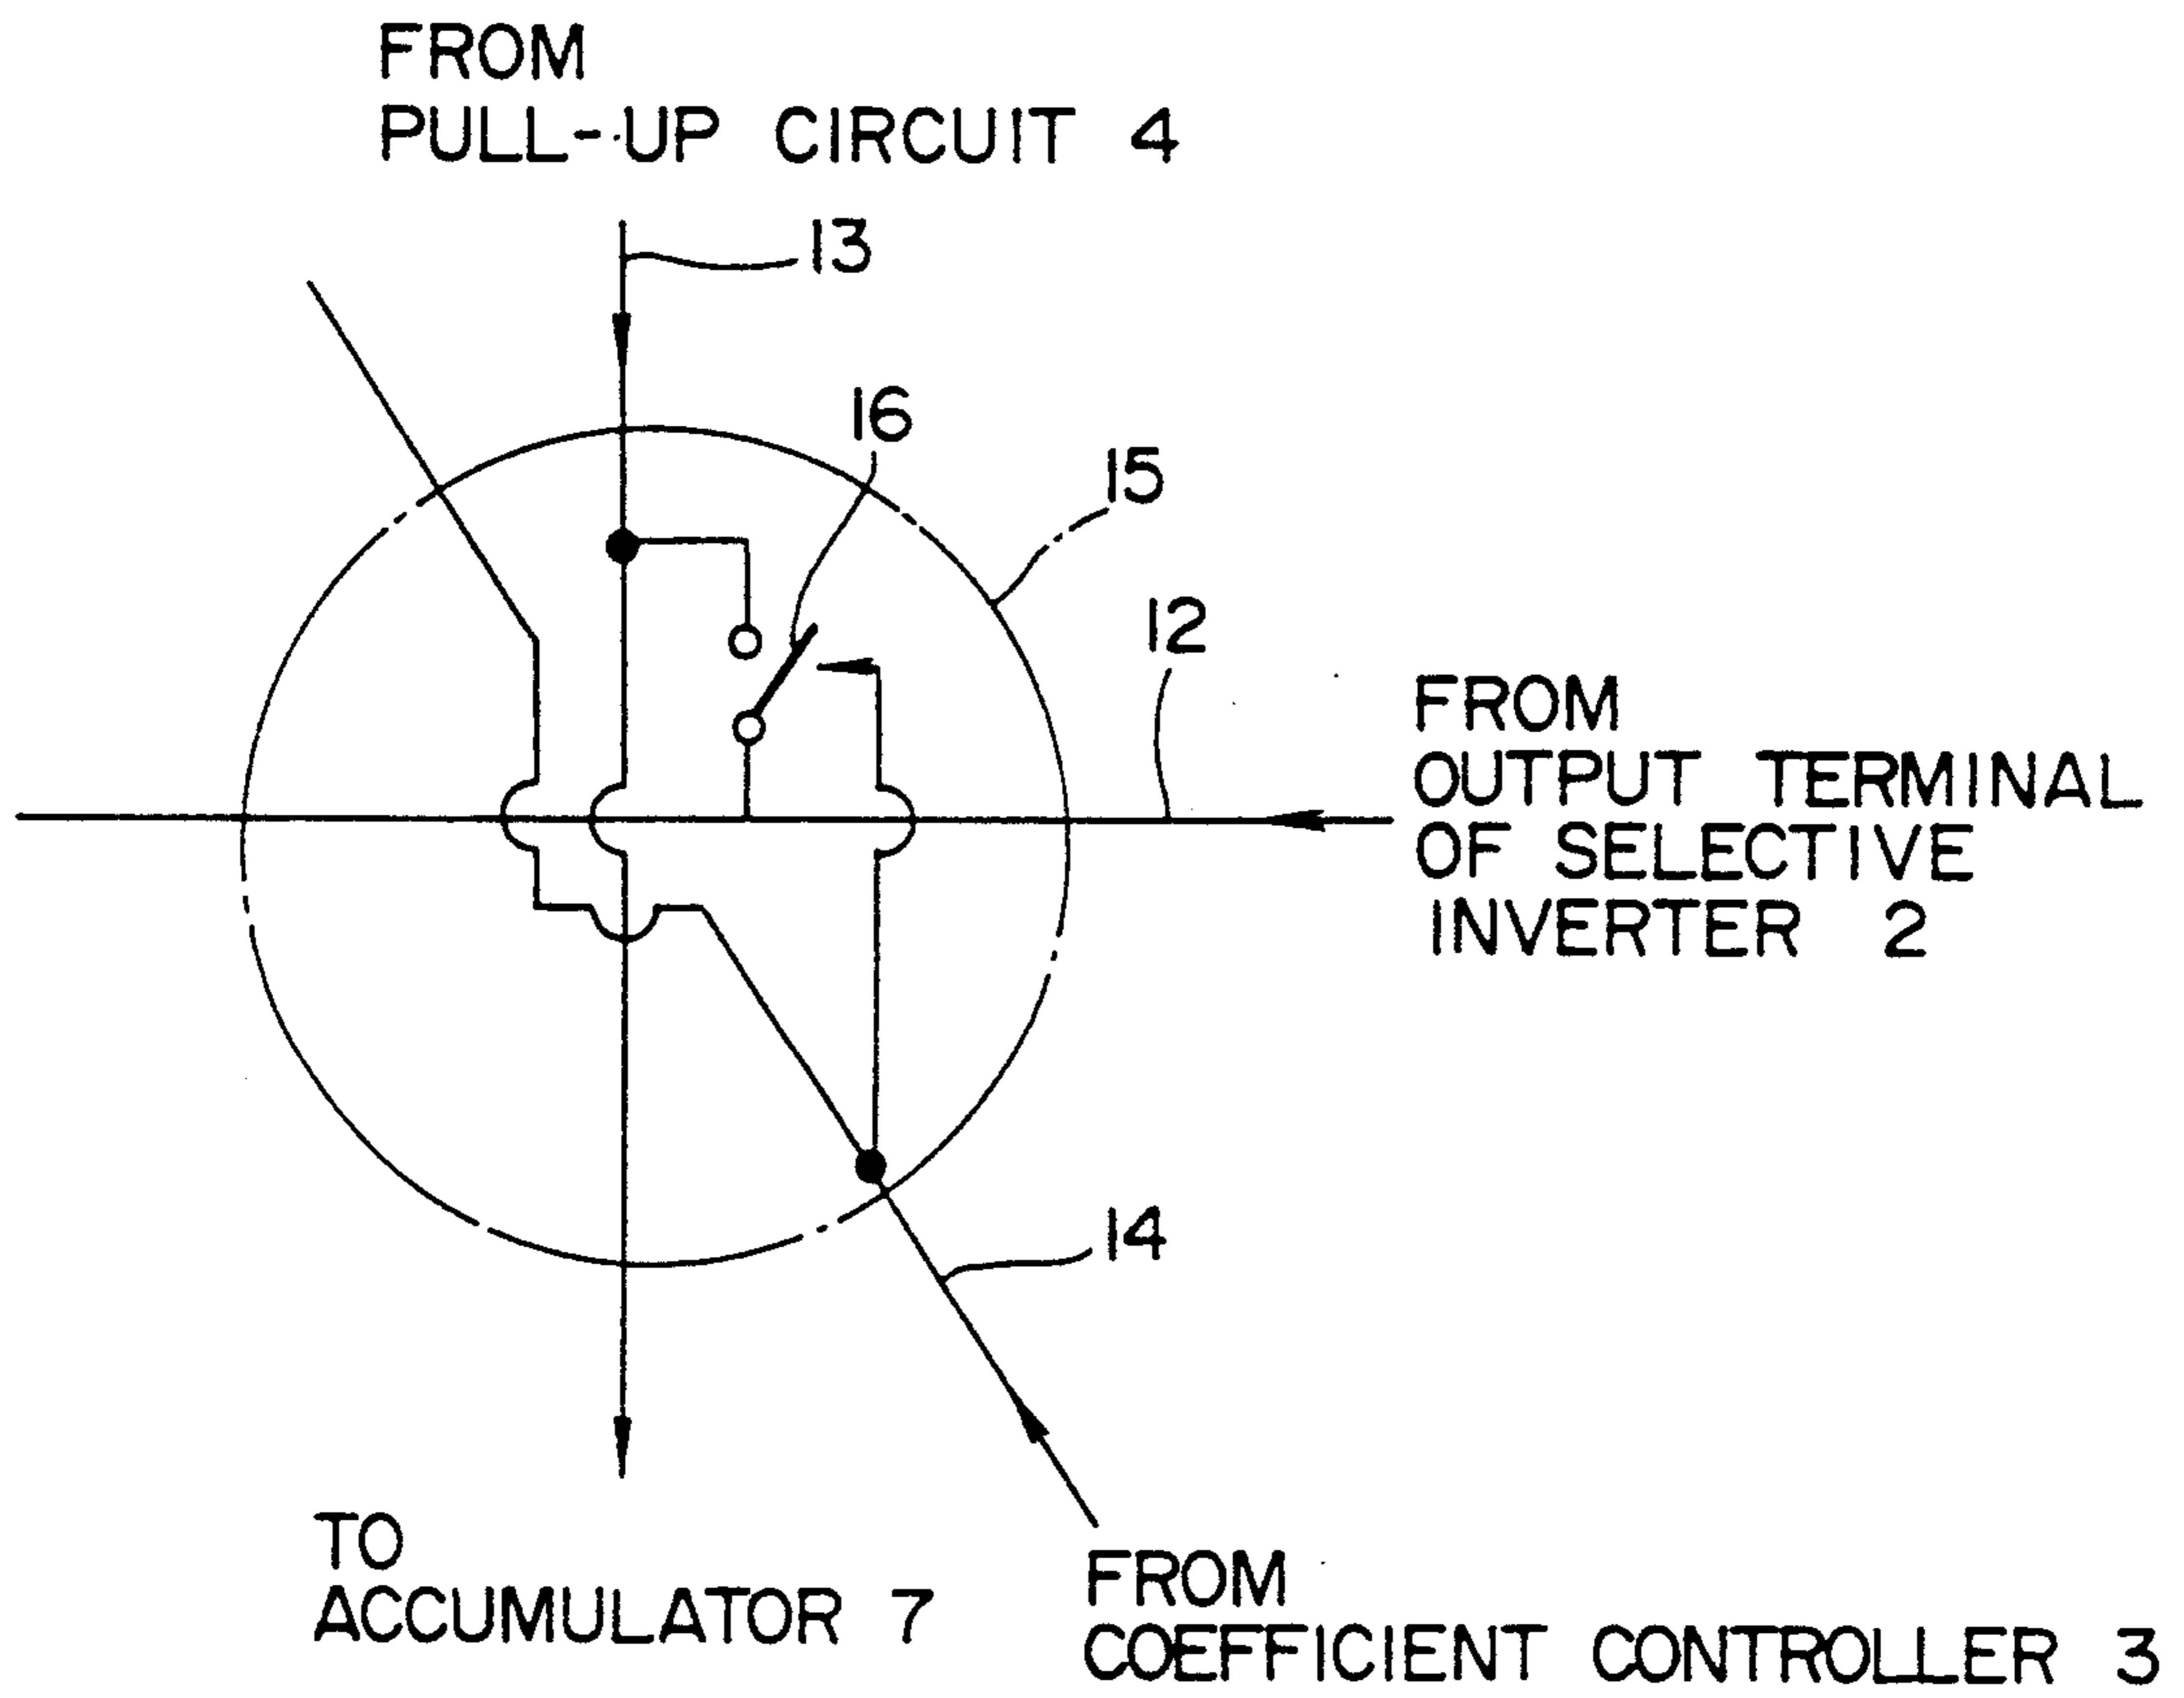 FROM
PULL-UP CIRCUIT 4
13
16
15
12
FROM
OUTPUT TERMINAL
OF SELECTIVE
INVERTER 2
14
TO
ACCUMULATOR 7
FROM
COEFFICIENT CONTROLLER 3